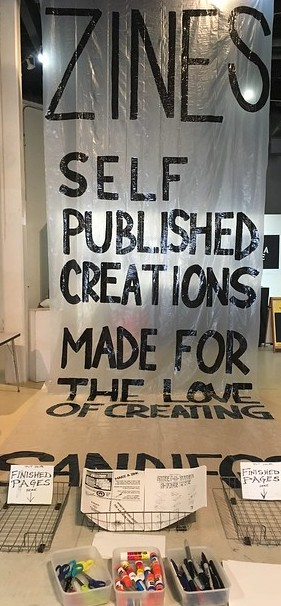 ZINES
SELF
PUBLISHED
CREATIONS
MADE FOR
THE LOVE
OF CREATING
FINISHED
PAGES
FINISHED
PAGES